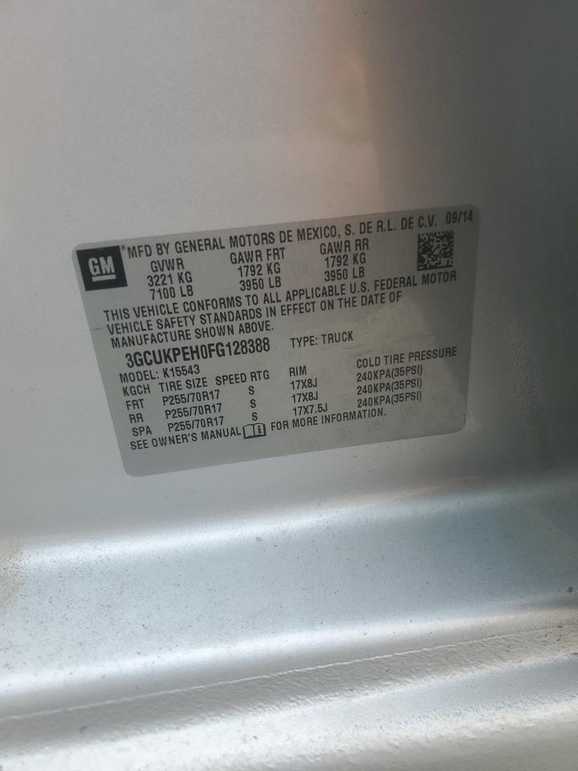 GM
*MFD BY GENERAL MOTORS DE MEXICO, S. DE R.L. DE C.V. 09/14
GVWR GAWR FRT GAWR RR
3221 KG 1792 KG 1792 KG
7100 LB 3950 LB 3950 LB
THIS VEHICLE CONFORMS TO ALL APPLICABLE U.S. FEDERAL MOTOR
VEHICLE SAFETY STANDARDS IN EFFECT ON THE DATE OF
MANUFACTURE SHOWN ABOVE.
3GCUKPEH0FG128388 TYPE: TRUCK
MODEL: K15543
KGCH TIRE SIZE SPEED RTG RIM COLD TIRE PRESSURE
FRT P255/70R17 S 17X8J 240KPA(35PSI)
RR P255/70R17 S 17X8J 240KPA(35PSI)
SPA P255/70R17 S 17X7.5J 240KPA(35PSI)
SEE OWNER'S MANUAL FOR MORE INFORMATION.